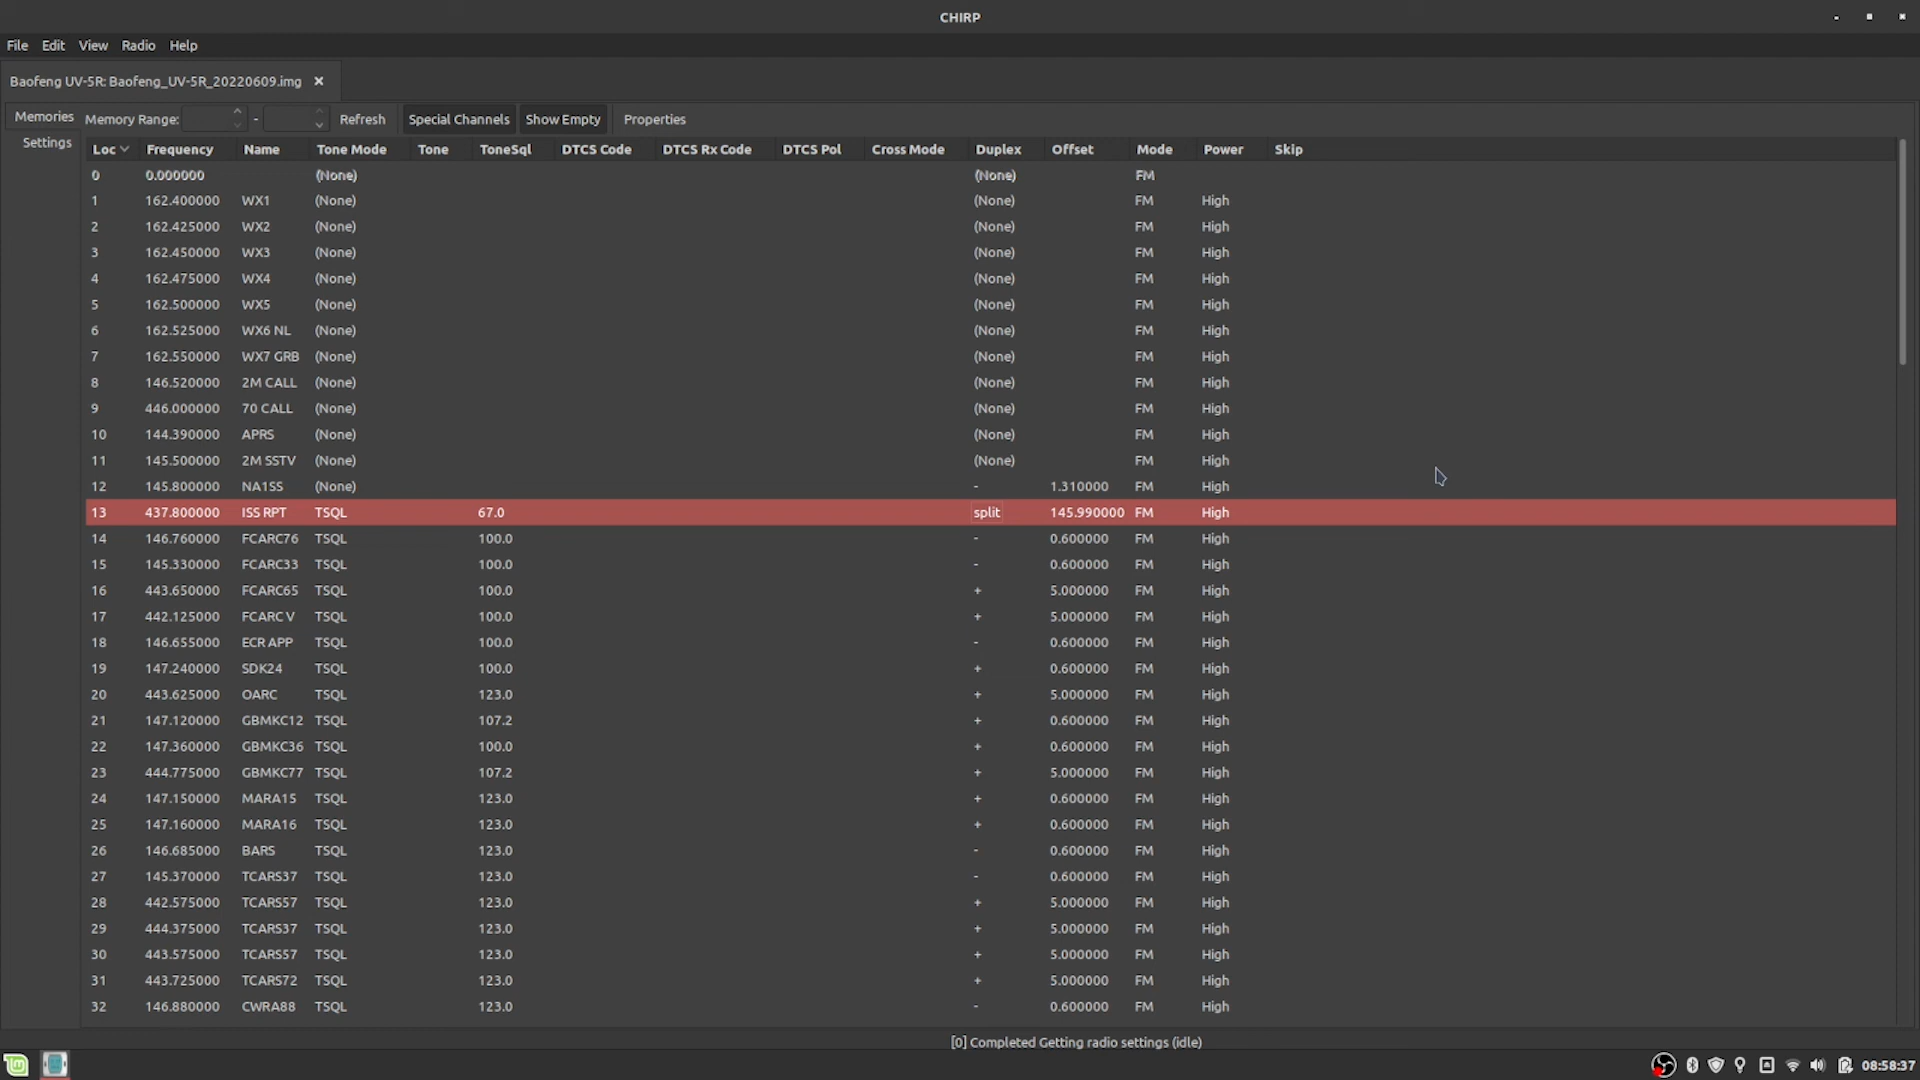 CHIRP
File Edit View Radio Help
Baofeng UV-5R: Baofeng_UV-5R_20220609.img
Memories Memory Range: - Refresh Special Channels Show Empty Properties
Settings
Loc Frequency Name Tone Mode Tone ToneSql DTCS Code DTCS Rx Code DTCS Pol Cross Mode Duplex Offset Mode Power Skip
0 0.000000 (None) (None) FM
1 162.400000 WX1 (None) (None) FM High
2 162.425000 WX2 (None) (None) FM High
3 162.450000 WX3 (None) (None) FM High
4 162.475000 WX4 (None) (None) FM High
5 162.500000 WX5 (None) (None) FM High
6 162.525000 WX6 NL (None) (None) FM High
7 162.550000 WX7 GRB (None) (None) FM High
8 146.520000 2M CALL (None) (None) FM High
9 446.000000 70 CALL (None) (None) FM High
10 144.390000 APRS (None) (None) FM High
11 145.500000 2M SSTV (None) (None) FM High
12 145.800000 NA1SS (None) - 1.310000 FM High
13 437.800000 ISS RPT TSQL 67.0 split 145.990000 FM High
14 146.760000 FCARC76 TSQL 100.0 - 0.600000 FM High
15 145.330000 FCARC33 TSQL 100.0 - 0.600000 FM High
16 443.650000 FCARC65 TSQL 100.0 + 5.000000 FM High
17 442.125000 FCARC V TSQL 100.0 + 5.000000 FM High
18 146.655000 ECR APP TSQL 100.0 - 0.600000 FM High
19 147.240000 SDK24 TSQL 100.0 + 0.600000 FM High
20 443.625000 OARC TSQL 123.0 + 5.000000 FM High
21 147.120000 GBMKC12 TSQL 107.2 + 0.600000 FM High
22 147.360000 GBMKC36 TSQL 100.0 + 0.600000 FM High
23 444.775000 GBMKC77 TSQL 107.2 + 5.000000 FM High
24 147.150000 MARA15 TSQL 123.0 + 0.600000 FM High
25 147.160000 MARA16 TSQL 123.0 + 0.600000 FM High
26 146.685000 BARS TSQL 123.0 - 0.600000 FM High
27 145.370000 TCARS37 TSQL 123.0 - 0.600000 FM High
28 442.575000 TCARS57 TSQL 123.0 + 5.000000 FM High
29 444.375000 TCARS37 TSQL 123.0 + 5.000000 FM High
30 443.575000 TCARS57 TSQL 123.0 + 5.000000 FM High
31 443.725000 TCARS72 TSQL 123.0 + 5.000000 FM High
32 146.880000 CWRA88 TSQL 123.0 - 0.600000 FM High
[0] Completed Getting radio settings (idle)
08:58:37